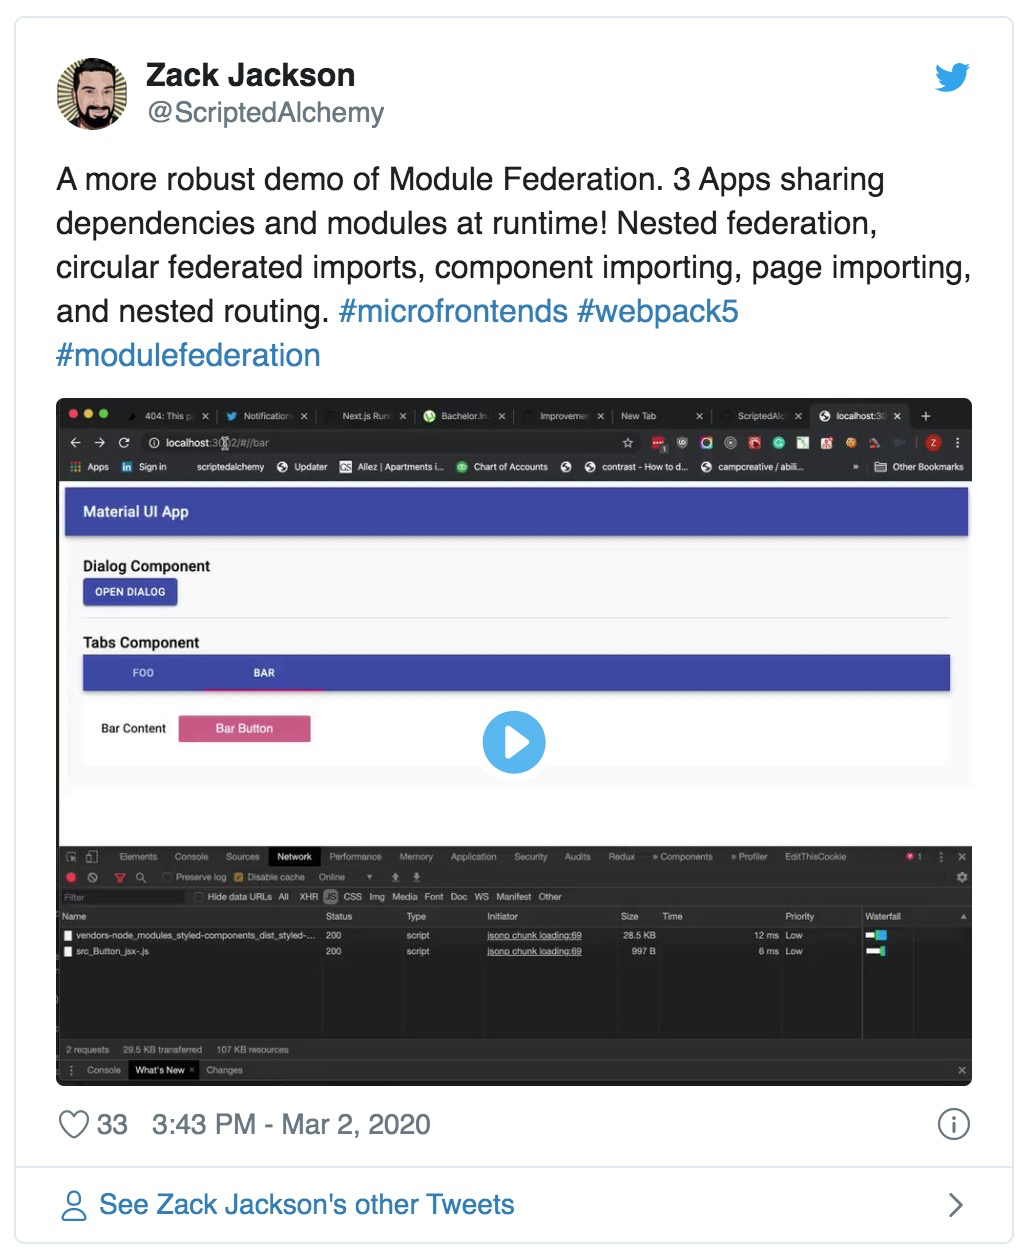 Zack Jackson
@ScriptedAlchemy
A more robust demo of Module Federation. 3 Apps sharing
dependencies and modules at runtime! Nested federation,
circular federated imports, component importing, page importing,
and nested routing. #microfrontends #webpack5
#modulefederation
404: This p Notification Next.js Run Bachelor.In Improveme New Tab ScriptedAlc localhost:30
localhost:3002/#//bar
Apps Sign in scriptedalchemy Updater Allez | Apartments i... Chart of Accounts contrast - How to d... campcreative / abili... » Other Bookmarks
Material UI App
Dialog Component
OPEN DIALOG
Tabs Component
FOO BAR
Bar Content Bar Button
Elements Console Sources Network Performance Memory Application Security Audits Redux Components Profiler EditThisCookie 1
Preserve log Disable cache Online
Filter Hide data URLs All XHR JS CSS Img Media Font Doc WS Manifest Other
Name Status Type Initiator Size Time Priority Waterfall
vendors-node_modules_styled-components_dist_styled-... 200 script jsonp chunk loading:69 28.5 KB 12 ms Low
src_Button_jsx-.js 200 script jsonp chunk loading:69 997 B 6 ms Low
2 requests 29.5 KB transferred 107 KB resources
Console What's New Changes
33 3:43 PM - Mar 2, 2020
See Zack Jackson's other Tweets